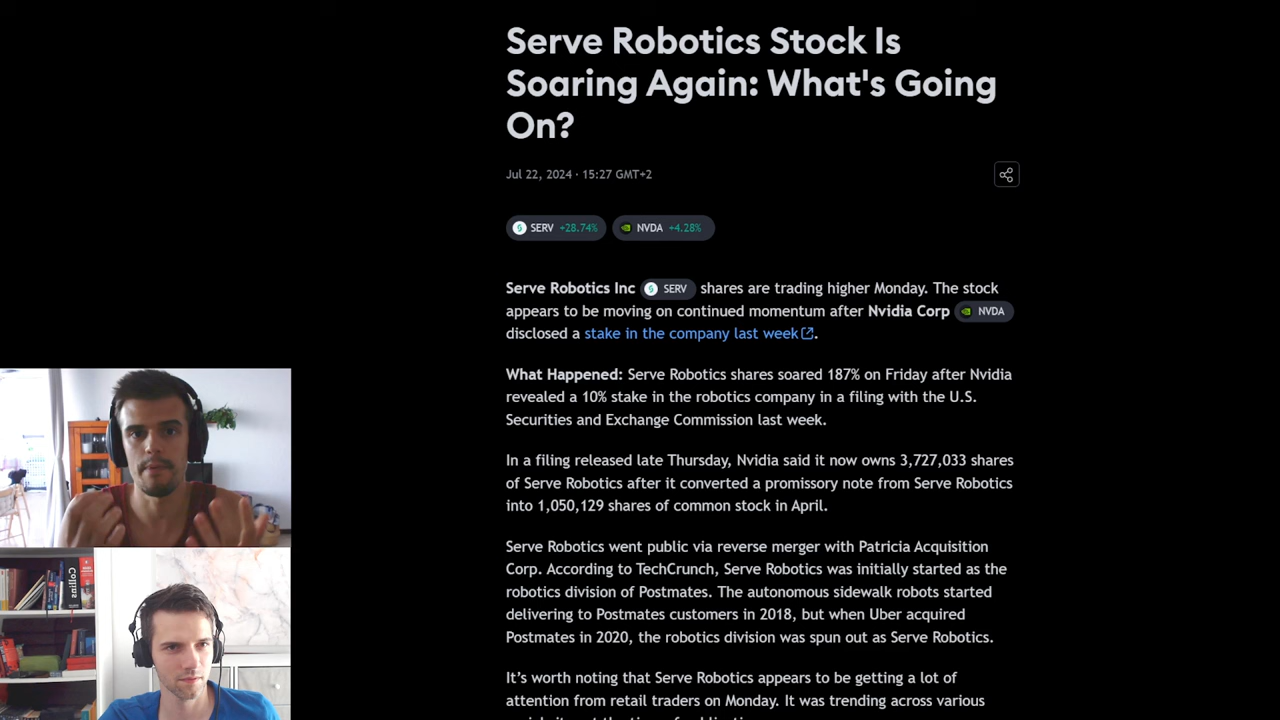 Serve Robotics Stock Is
Soaring Again: What's Going
On?
Jul 22, 2024 · 15:27 GMT+2
SERV +28.74% NVDA +4.28%
Serve Robotics Inc SERV shares are trading higher Monday. The stock
appears to be moving on continued momentum after Nvidia Corp NVDA
disclosed a stake in the company last week.
What Happened: Serve Robotics shares soared 187% on Friday after Nvidia
revealed a 10% stake in the robotics company in a filing with the U.S.
Securities and Exchange Commission last week.
In a filing released late Thursday, Nvidia said it now owns 3,727,033 shares
of Serve Robotics after it converted a promissory note from Serve Robotics
into 1,050,129 shares of common stock in April.
Serve Robotics went public via reverse merger with Patricia Acquisition
Corp. According to TechCrunch, Serve Robotics was initially started as the
robotics division of Postmates. The autonomous sidewalk robots started
delivering to Postmates customers in 2018, but when Uber acquired
Postmates in 2020, the robotics division was spun out as Serve Robotics.
It's worth noting that Serve Robotics appears to be getting a lot of
attention from retail traders on Monday. It was trending across various
Collins